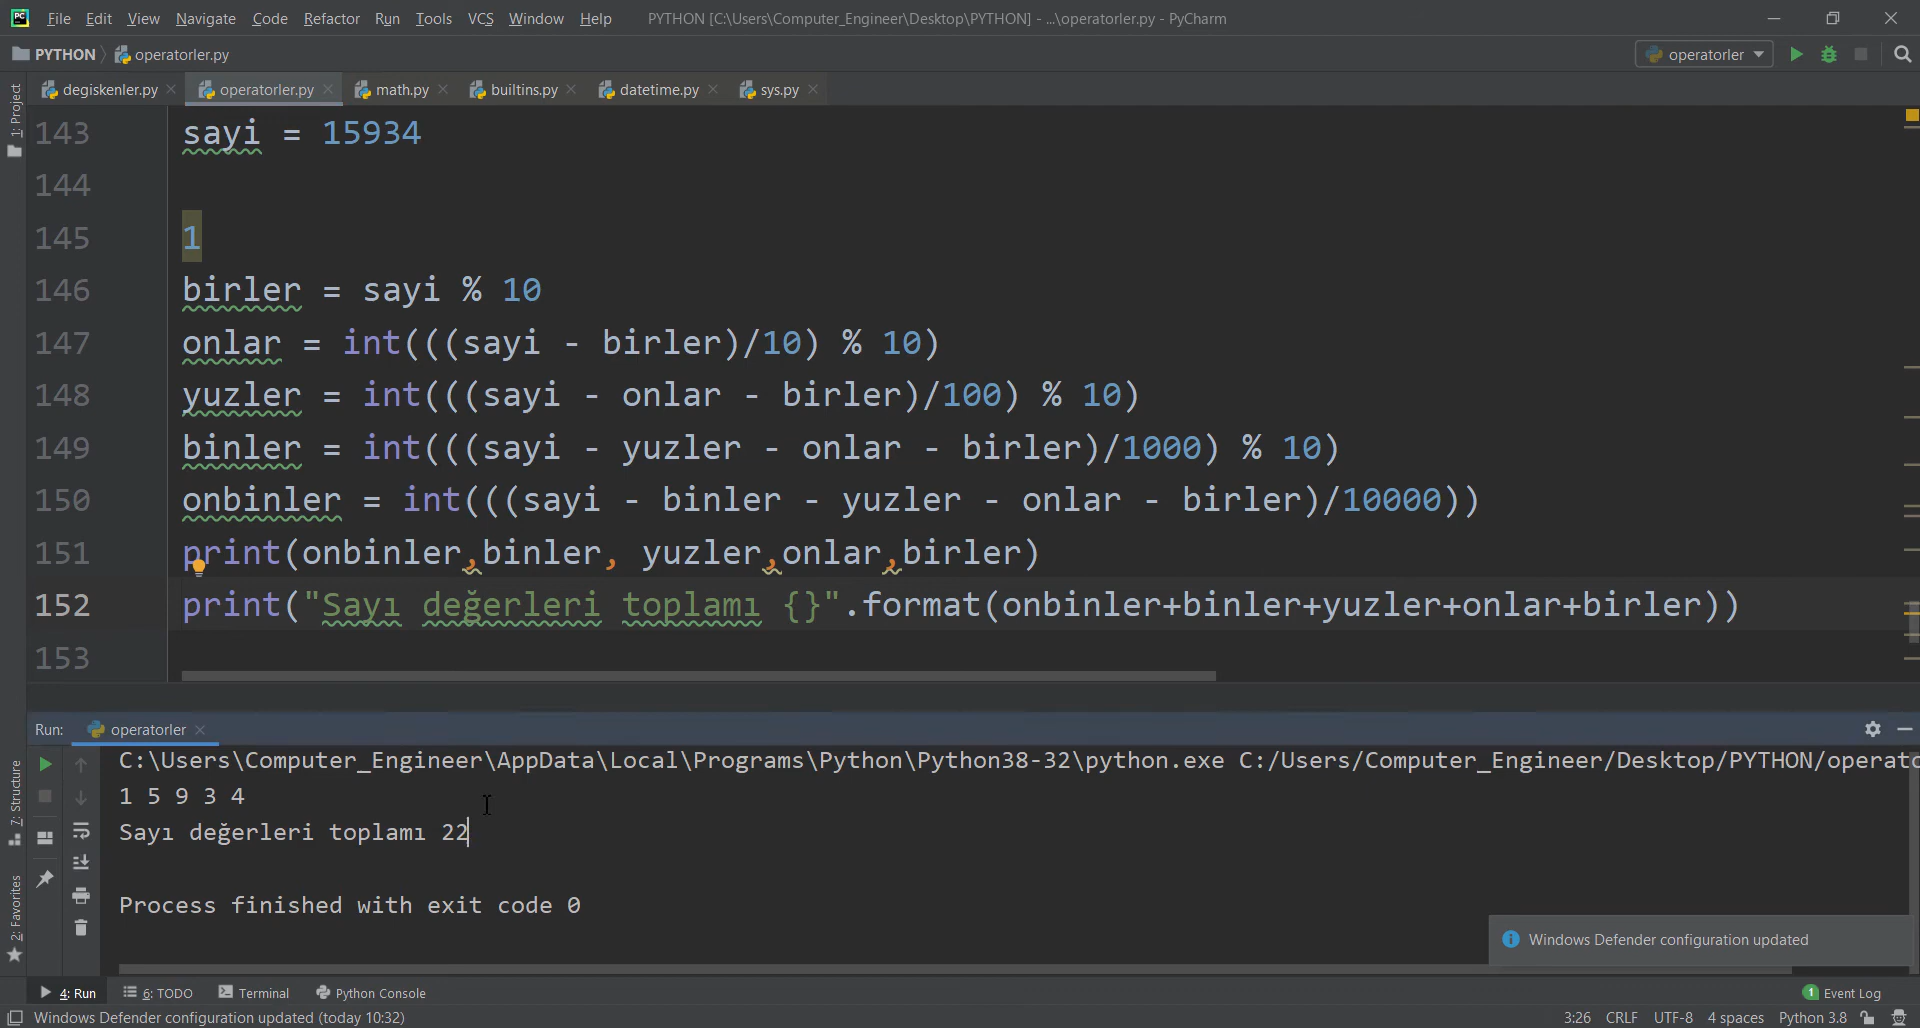 File Edit View Navigate Code Refactor Run Tools VCS Window Help PYTHON [C:\Users\Computer_Engineer\Desktop\PYTHON] - ...\operatorler.py - PyCharm
PYTHON operatorler.py operatorler
degiskenler.py operatorler.py math.py builtins.py datetime.py sys.py
1: Project
143 sayi = 15934
144
145 1
146 birler = sayi % 10
147 onlar = int(((sayi - birler)/10) % 10)
148 yuzler = int(((sayi - onlar - birler)/100) % 10)
149 binler = int(((sayi - yuzler - onlar - birler)/1000) % 10)
150 onbinler = int(((sayi - binler - yuzler - onlar - birler)/10000))
151 print(onbinler,binler, yuzler,onlar,birler)
152 print("Sayı değerleri toplamı {}".format(onbinler+binler+yuzler+onlar+birler))
153
Run: operatorler
C:\Users\Computer_Engineer\AppData\Local\Programs\Python\Python38-32\python.exe C:/Users/Computer_Engineer/Desktop/PYTHON/operato
1 5 9 3 4
Sayı değerleri toplamı 22
Process finished with exit code 0
7: Structure
2: Favorites
Windows Defender configuration updated
4: Run 6: TODO Terminal Python Console 1 Event Log
Windows Defender configuration updated (today 10:32) 3:26 CRLF UTF-8 4 spaces Python 3.8